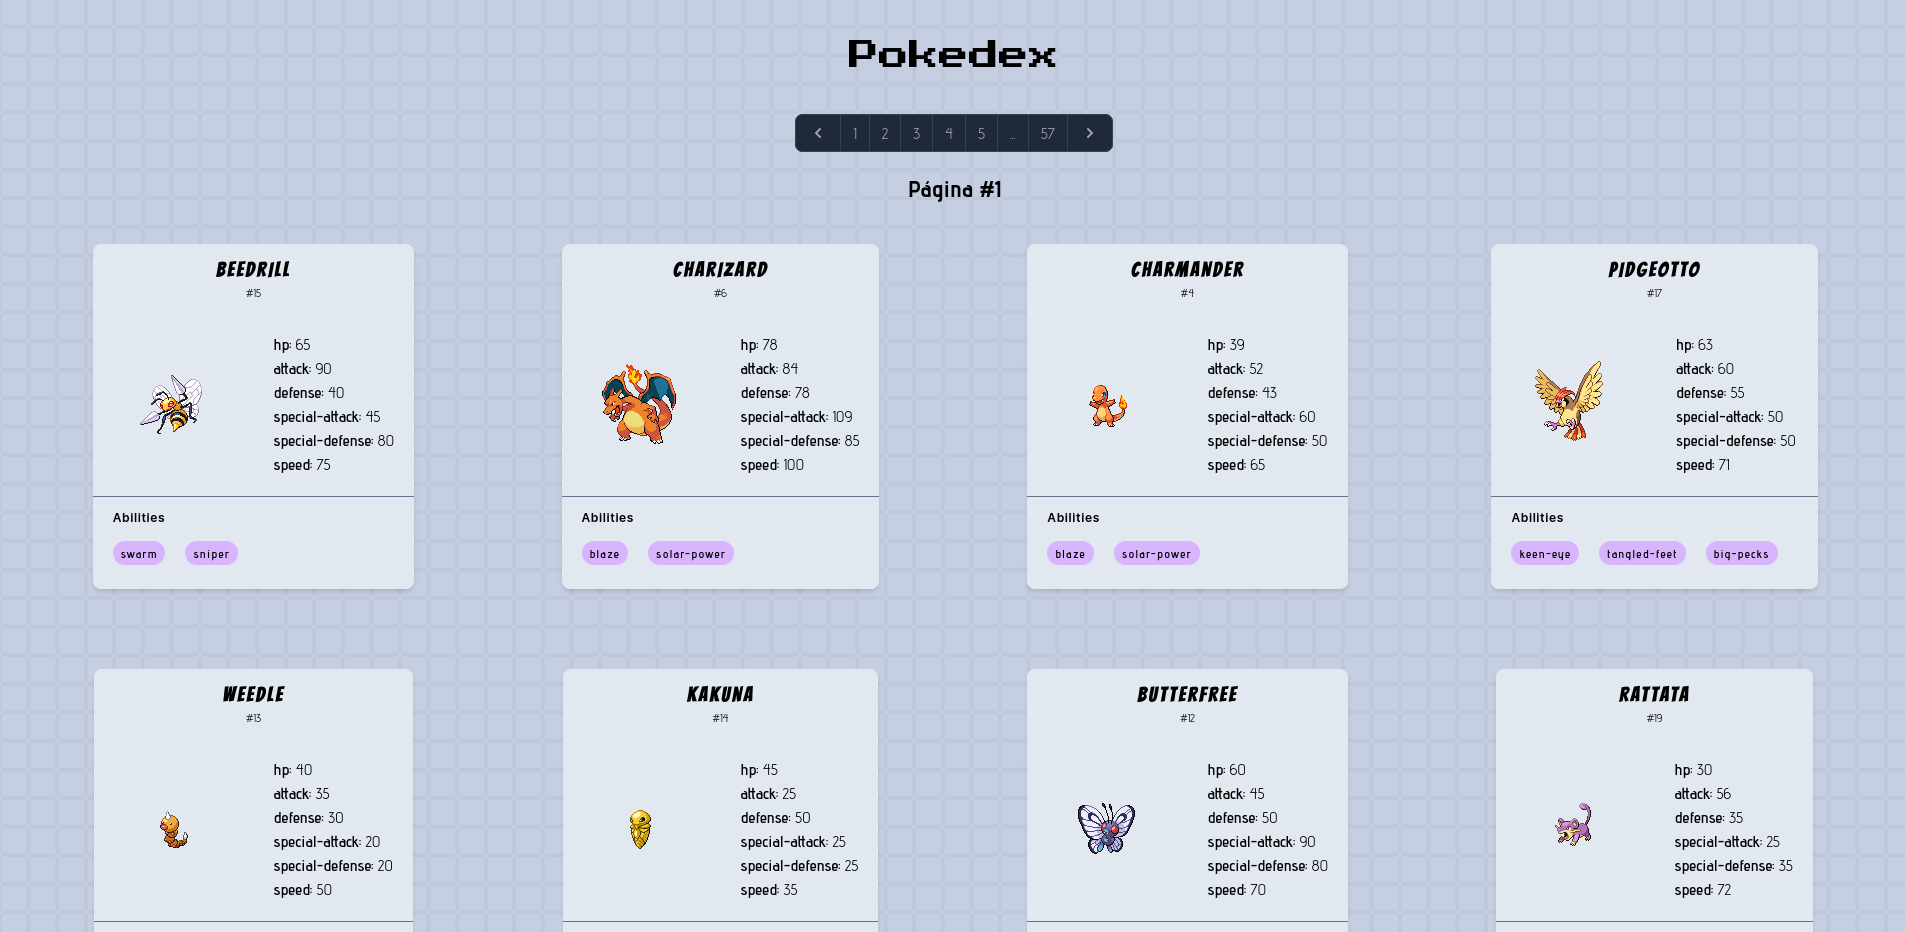 Pokedex
1 2 3 4 5 ... 57
Página #1
BEEDRILL
#15
hp: 65
attack: 90
defense: 40
special-attack: 45
special-defense: 80
speed: 75
Abilities
swarm sniper
CHARIZARD
#6
hp: 78
attack: 84
defense: 78
special-attack: 109
special-defense: 85
speed: 100
Abilities
blaze solar-power
CHARMANDER
#4
hp: 39
attack: 52
defense: 43
special-attack: 60
special-defense: 50
speed: 65
Abilities
blaze solar-power
PIDGEOTTO
#17
hp: 63
attack: 60
defense: 55
special-attack: 50
special-defense: 50
speed: 71
Abilities
keen-eye tangled-feet big-pecks
WEEDLE
#13
hp: 40
attack: 35
defense: 30
special-attack: 20
special-defense: 20
speed: 50
KAKUNA
#14
hp: 45
attack: 25
defense: 50
special-attack: 25
special-defense: 25
speed: 35
BUTTERFREE
#12
hp: 60
attack: 45
defense: 50
special-attack: 90
special-defense: 80
speed: 70
RATTATA
#19
hp: 30
attack: 56
defense: 35
special-attack: 25
special-defense: 35
speed: 72